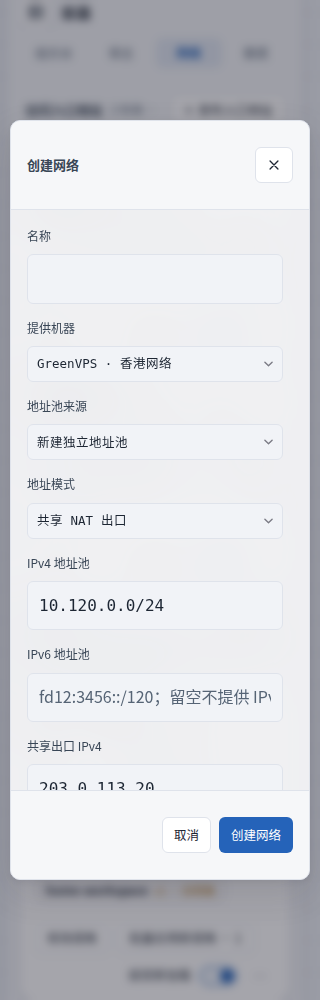 创建网络
名称
提供机器
GreenVPS · 香港网络
地址池来源
新建独立地址池
地址模式
共享 NAT 出口
IPv4 地址池
10.120.0.0/24
IPv6 地址池
fd12:3456::/120；留空不提供 IPv
共享出口 IPv4
203.0.113.20
取消
创建网络